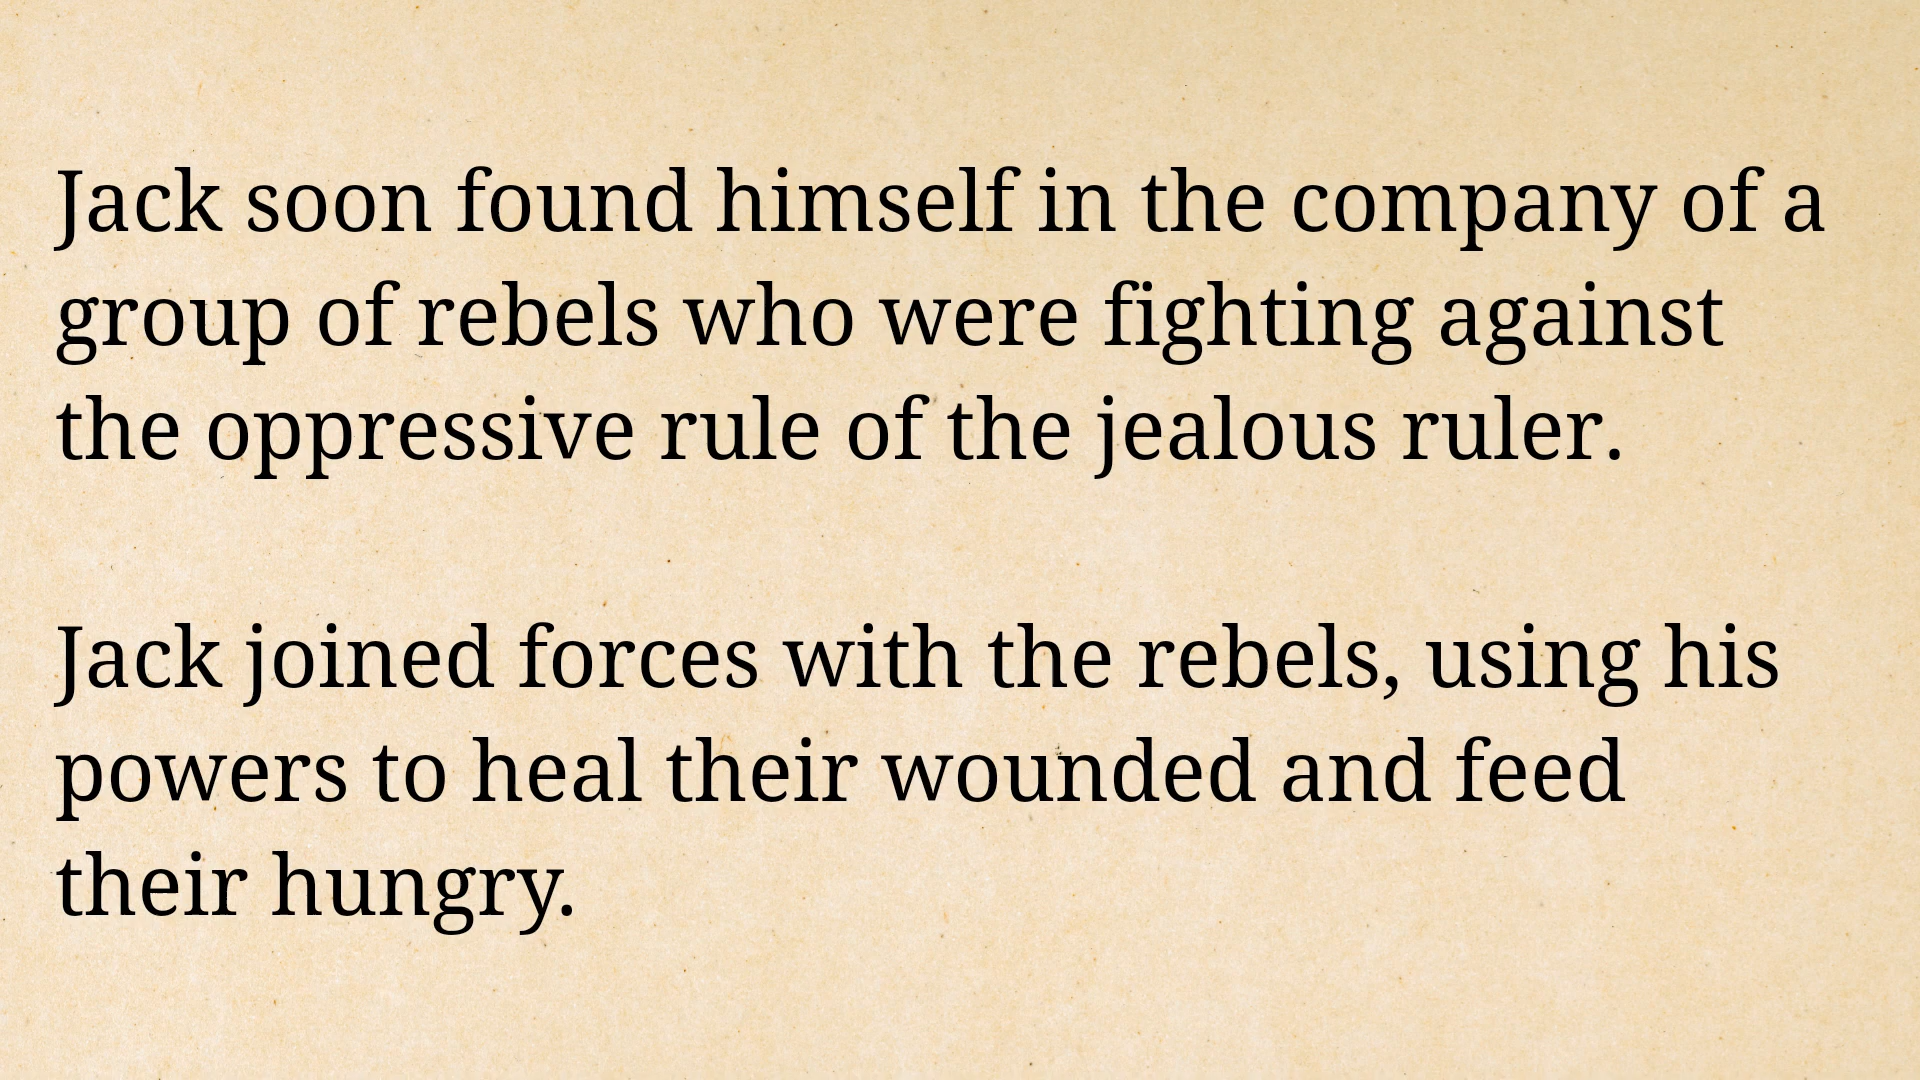 Jack soon found himself in the company of a
group of rebels who were fighting against
the oppressive rule of the jealous ruler.
Jack joined forces with the rebels, using his
powers to heal their wounded and feed
their hungry.